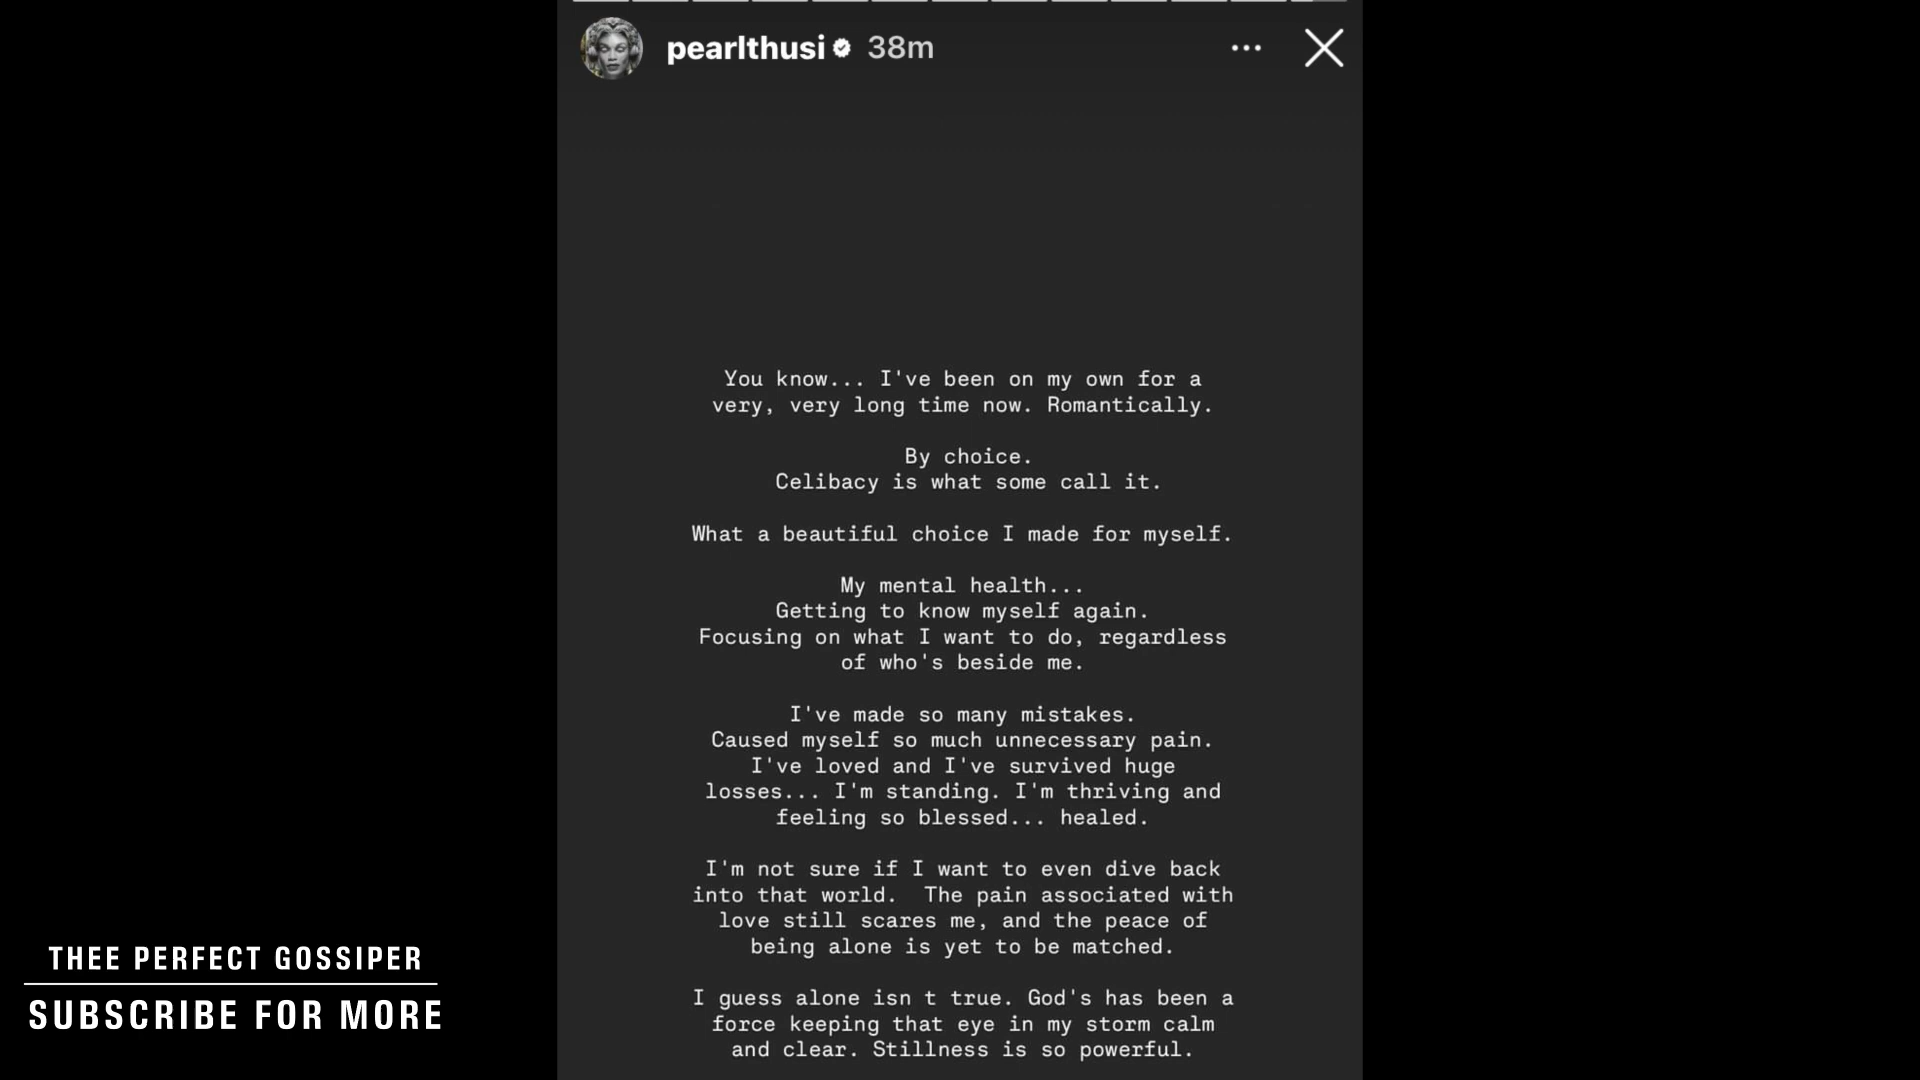 pearlthusi 38m
You know... I've been on my own for a
very, very long time now. Romantically.
By choice.
Celibacy is what some call it.
What a beautiful choice I made for myself.
My mental health...
Getting to know myself again.
Focusing on what I want to do, regardless
of who's beside me.
I've made so many mistakes.
Caused myself so much unnecessary pain.
I've loved and I've survived huge
losses... I'm standing. I'm thriving and
feeling so blessed... healed.
I'm not sure if I want to even dive back
into that world.  The pain associated with
love still scares me, and the peace of
being alone is yet to be matched.
I guess alone isn t true. God's has been a
force keeping that eye in my storm calm
and clear. Stillness is so powerful.
THEE PERFECT GOSSIPER
SUBSCRIBE FOR MORE